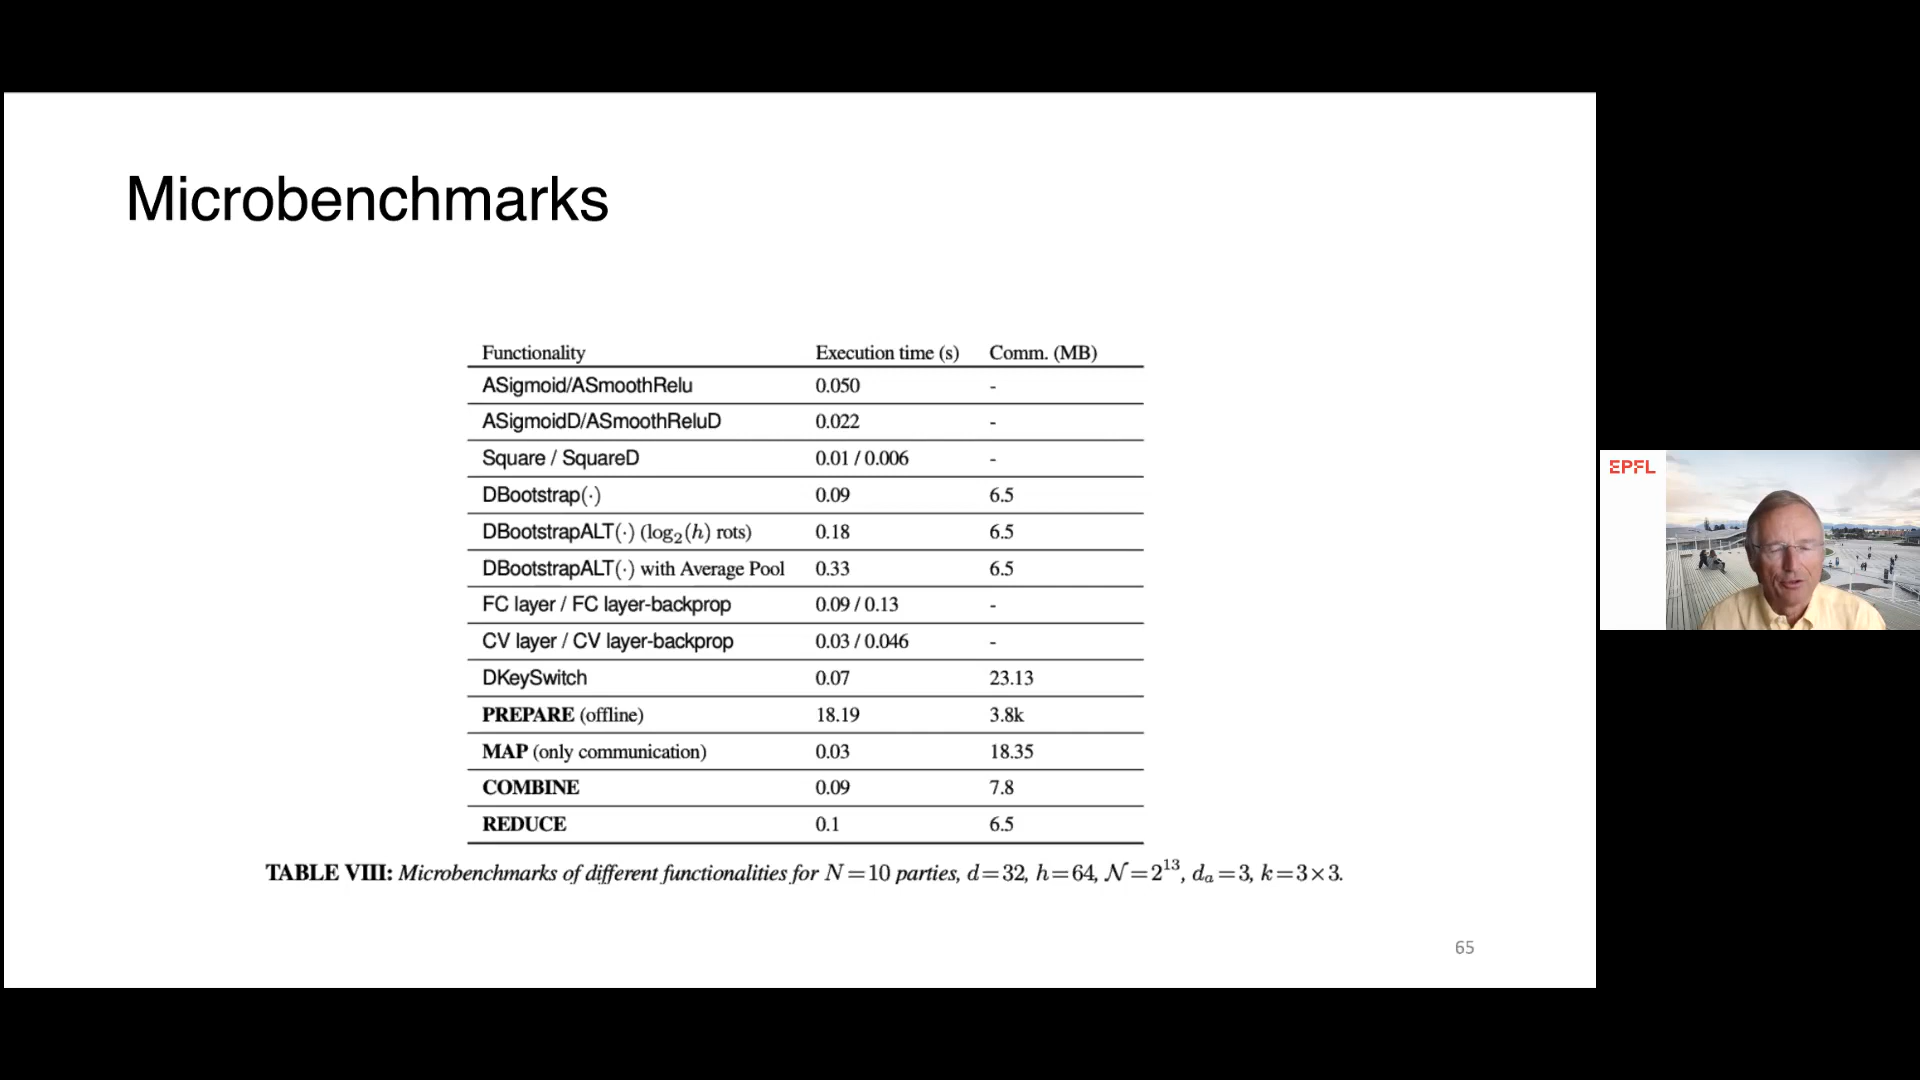 Microbenchmarks
Functionality Execution time (s) Comm. (MB)
ASigmoid/ASmoothRelu 0.050 -
ASigmoidD/ASmoothReluD 0.022 -
Square / SquareD 0.01 / 0.006 -
DBootstrap(·) 0.09 6.5
DBootstrapALT(·) (log₂(h) rots) 0.18 6.5
DBootstrapALT(·) with Average Pool 0.33 6.5
FC layer / FC layer-backprop 0.09 / 0.13 -
CV layer / CV layer-backprop 0.03 / 0.046 -
DKeySwitch 0.07 23.13
PREPARE (offline) 18.19 3.8k
MAP (only communication) 0.03 18.35
COMBINE 0.09 7.8
REDUCE 0.1 6.5
TABLE VIII: Microbenchmarks of different functionalities for N=10 parties, d=32, h=64, 𝒩=2¹³, dₐ=3, k=3×3.
65
EPFL